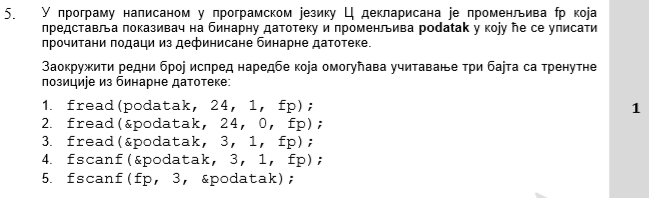 5. У програму написаном у програмском језику Ц декларисана је променљива fp која
представља показивач на бинарну датотеку и променљива podatak у коју ће се уписати
прочитани подаци из дефинисане бинарне датотеке.
Заокружити редни број испред наредбе која омогућава учитавање три бајта са тренутне
позиције из бинарне датотеке:
1. fread(podatak, 24, 1, fp);
2. fread(&podatak, 24, 0, fp);
3. fread(&podatak, 3, 1, fp);
1
4. fscanf(&podatak, 3, 1, fp);
5. fscanf(fp, 3, &podatak);